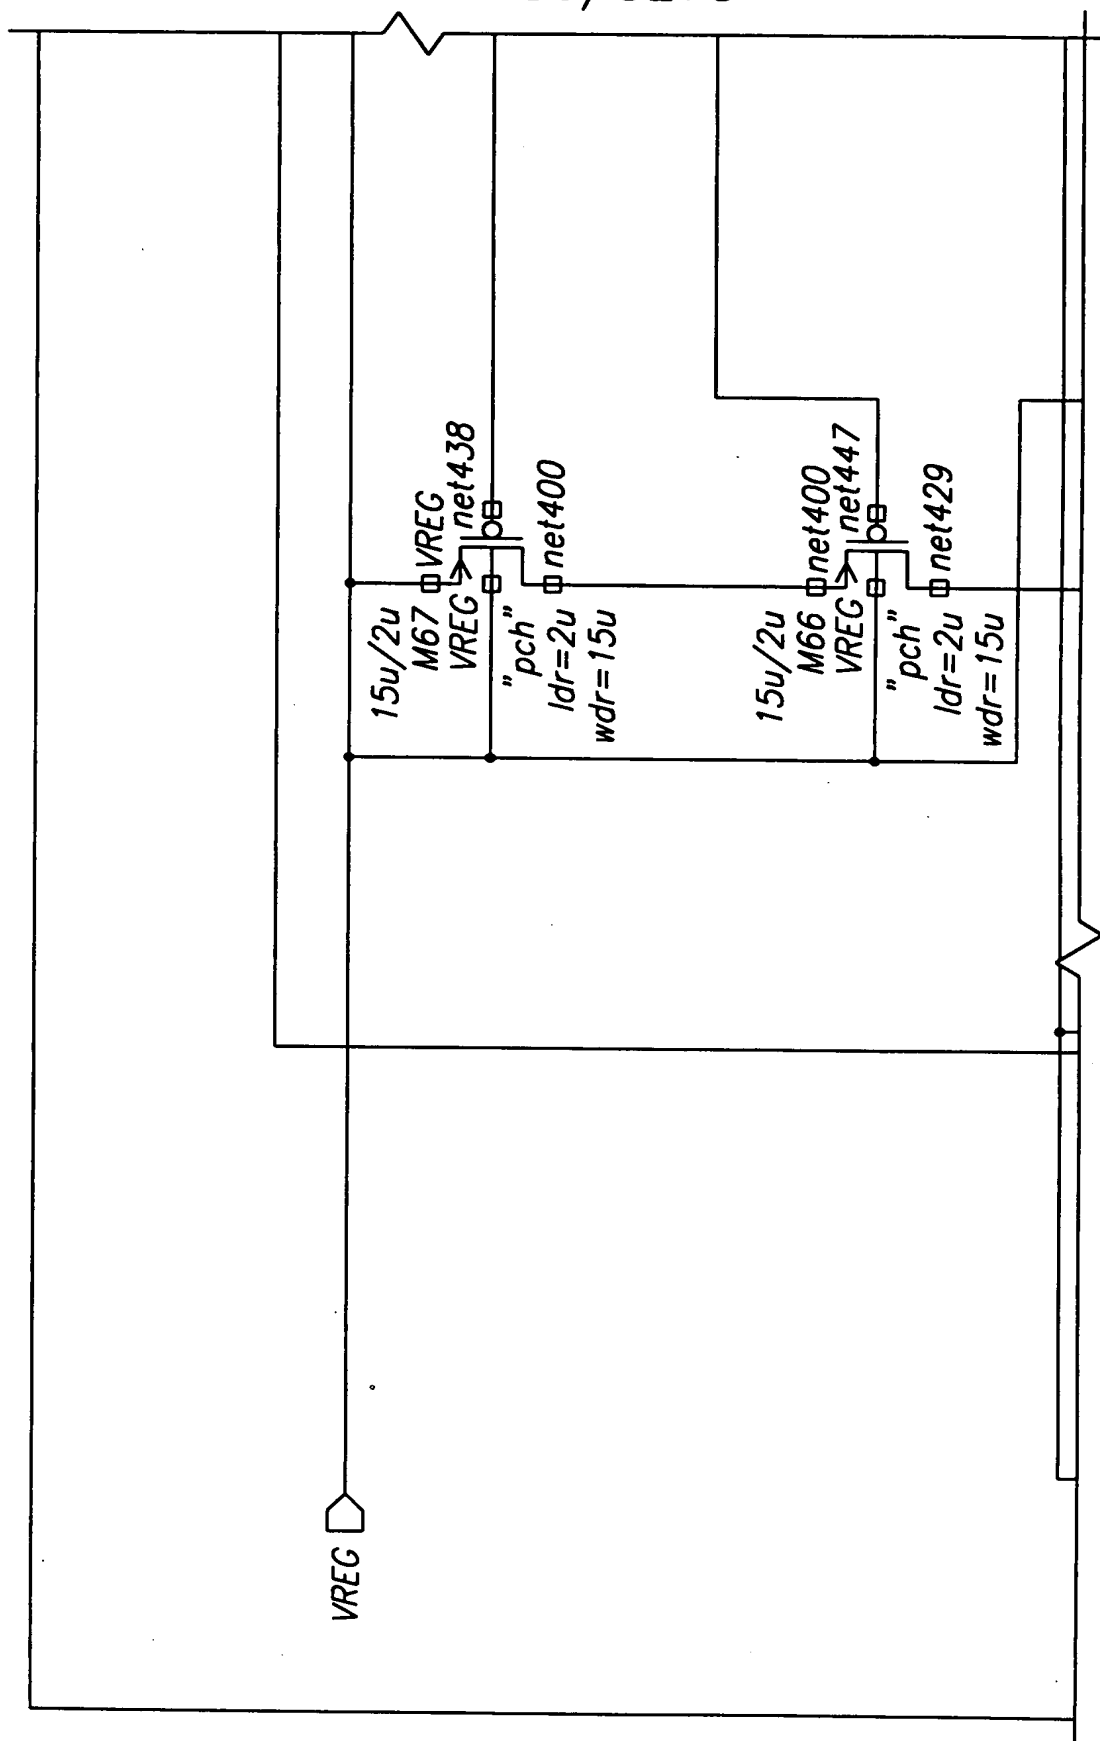 15u/2u
M67
VREG
VREG
net438
"pch"
ldr=2u
wdr=15u
net400
15u/2u
M66
VREG
net400
net447
"pch"
ldr=2u
wdr=15u
net429
VREG